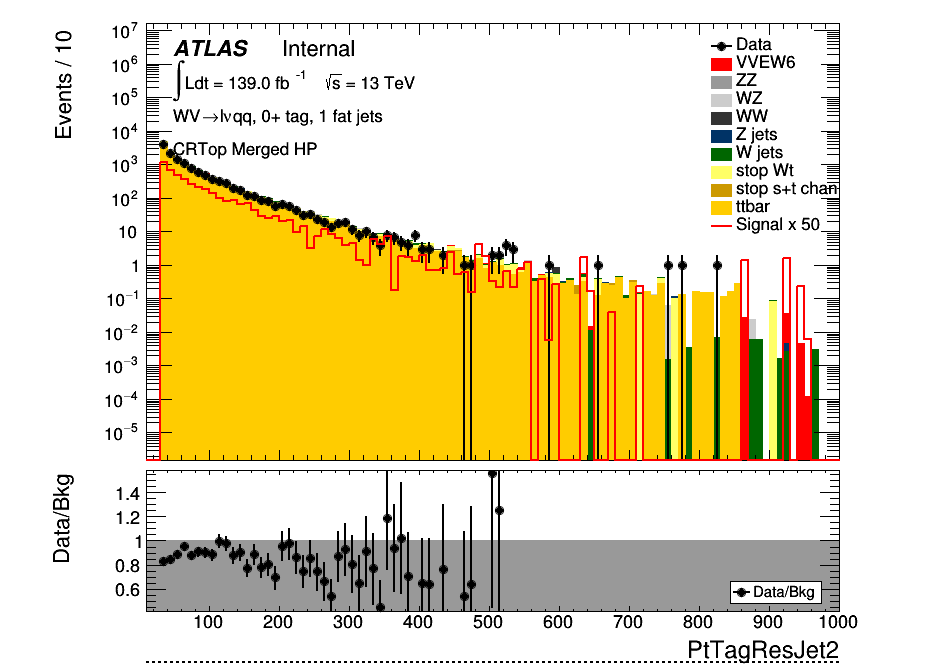 Events / 10
10⁷
10⁶
10⁵
10⁴
10³
10²
10
1
10⁻¹
10⁻²
10⁻³
10⁻⁴
10⁻⁵
ATLAS Internal
∫Ldt = 139.0 fb⁻¹ √s = 13 TeV
WV→lνqq, 0+ tag, 1 fat jets
CRTop Merged HP
Data
VVEW6
ZZ
WZ
WW
Z jets
W jets
stop Wt
stop s+t chan
ttbar
Signal x 50
Data/Bkg
1.4
1.2
1
0.8
0.6
Data/Bkg
100 200 300 400 500 600 700 800 900 1000
PtTagResJet2